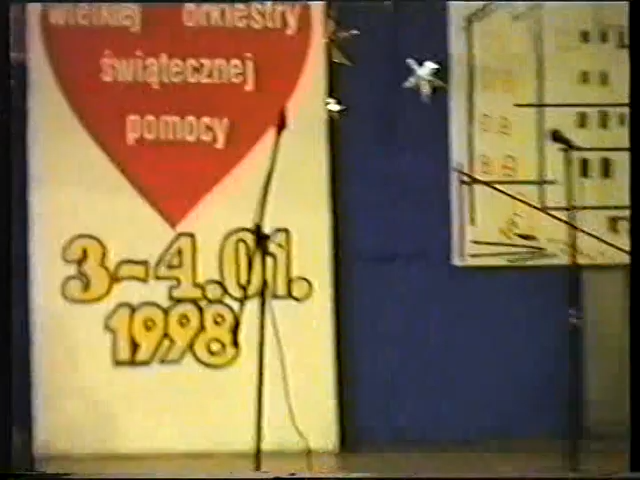 wielkiej orkiestry
świątecznej
pomocy
3-4.01.
1998